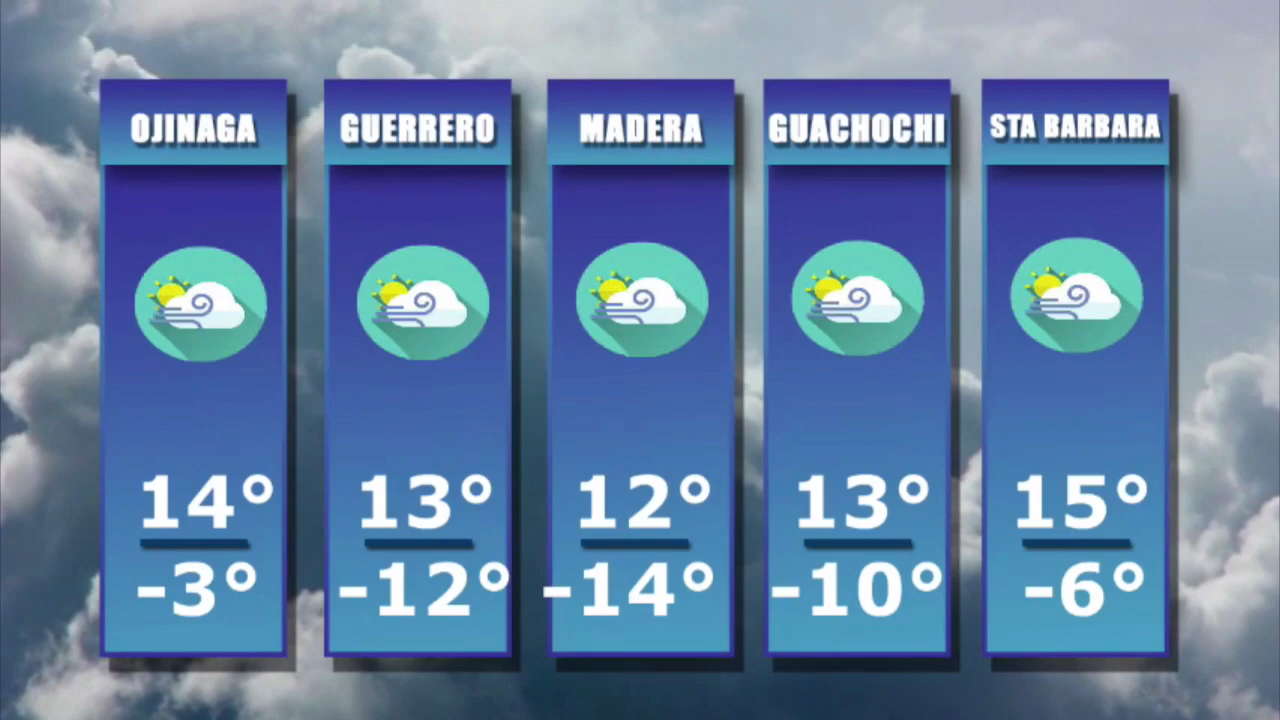 OJINAGA
14°
-3°
GUERRERO
13°
-12°
MADERA
12°
-14°
GUACHOCHI
13°
-10°
STA BARBARA
15°
-6°